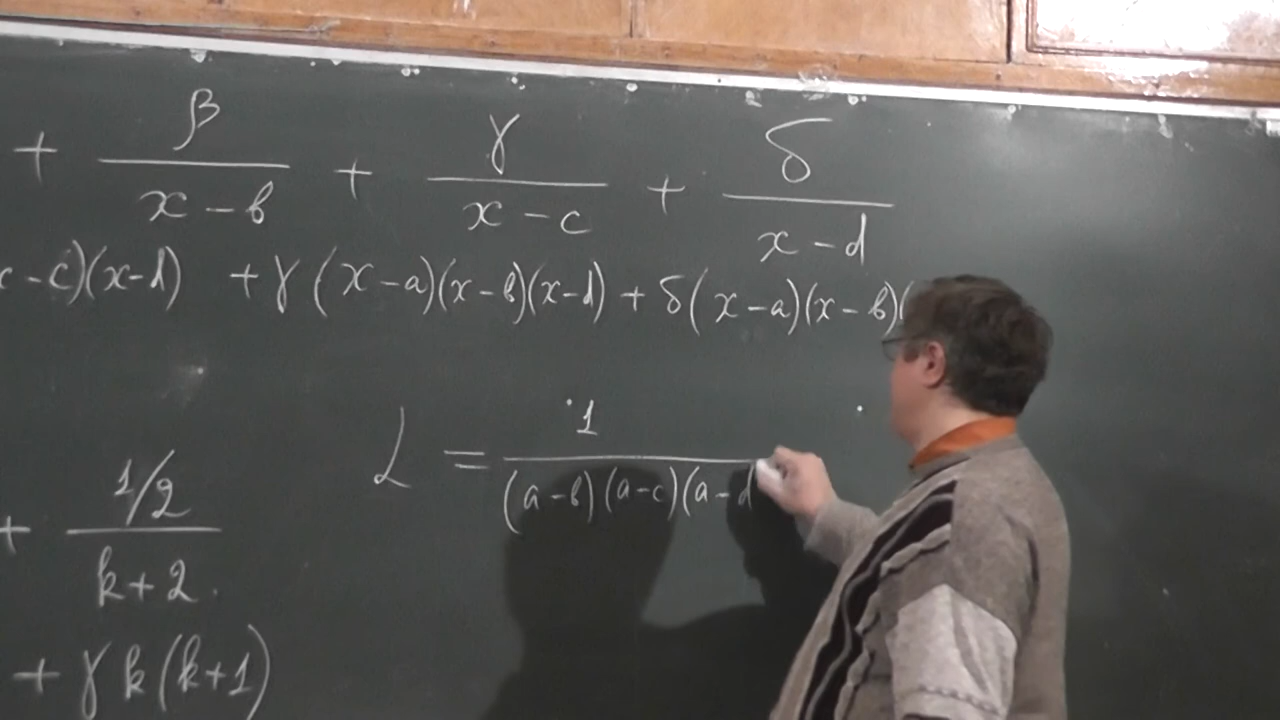 + β/(x-b) + γ/(x-c) + δ/(x-d)
-c)(x-d) +γ(x-a)(x-b)(x-d)+δ(x-a)(x-b)(
α = 1/((a-b)(a-c)(a-d
+ (1/2)/(k+2).
+ γk(k+1)